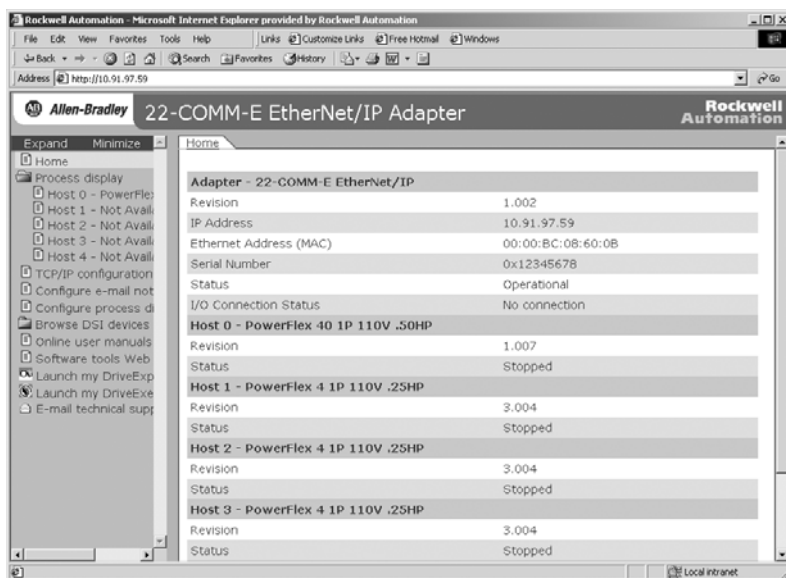 Rockwell Automation - Microsoft Internet Explorer provided by Rockwell Automation
File Edit View Favorites Tools Help Links Customize Links Free Hotmail Windows
Back Search Favorites History
Address http://10.91.97.59 Go
Allen-Bradley 22-COMM-E EtherNet/IP Adapter Rockwell Automation
Expand Minimize
Home
Process display
Host 0 - PowerFle
Host 1 - Not Avail
Host 2 - Not Avail
Host 3 - Not Avail
Host 4 - Not Avail
TCP/IP configuration
Configure e-mail not
Configure process di
Browse DSI devices
Online user manuals
Software tools Web
Launch my DriveExp
Launch my DriveExe
E-mail technical supp
Home
Adapter - 22-COMM-E EtherNet/IP
Revision 1.002
IP Address 10.91.97.59
Ethernet Address (MAC) 00:00:BC:08:60:0B
Serial Number 0x12345678
Status Operational
I/O Connection Status No connection
Host 0 - PowerFlex 40 1P 110V .50HP
Revision 1.007
Status Stopped
Host 1 - PowerFlex 4 1P 110V .25HP
Revision 3.004
Status Stopped
Host 2 - PowerFlex 4 1P 110V .25HP
Revision 3.004
Status Stopped
Host 3 - PowerFlex 4 1P 110V .25HP
Revision 3.004
Status Stopped
Local intranet